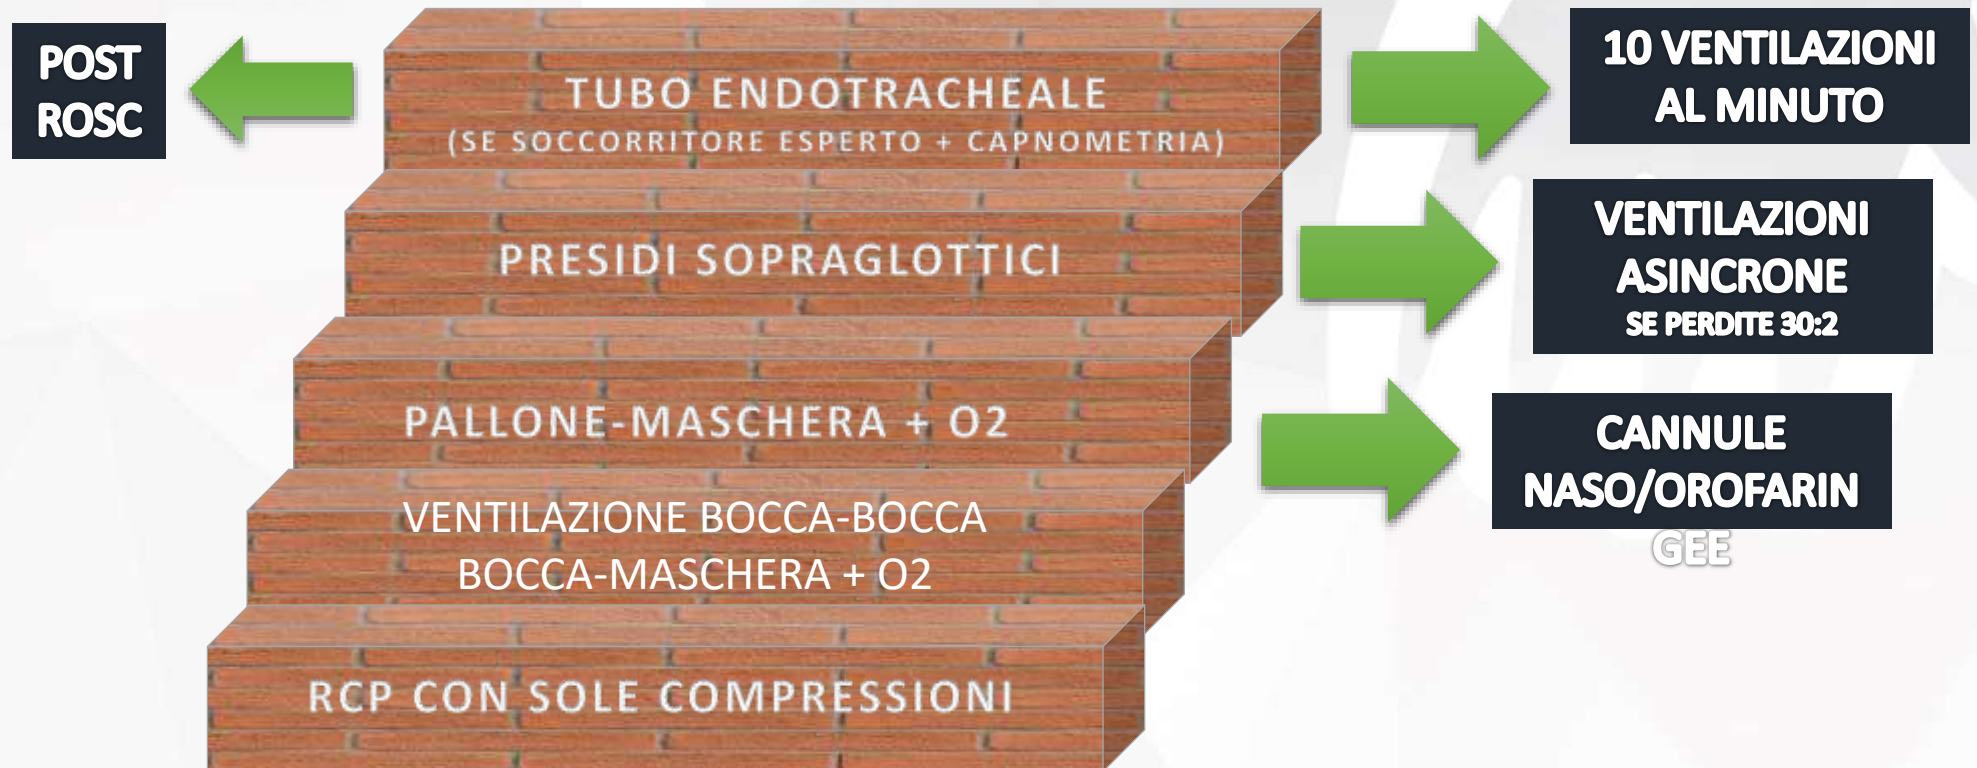 POST
ROSC
TUBO ENDOTRACHEALE
(SE SOCCORRITORE ESPERTO + CAPNOMETRIA)
10 VENTILAZIONI
AL MINUTO
PRESIDI SOPRAGLOTTICI
VENTILAZIONI
ASINCRONE
SE PERDITE 30:2
PALLONE-MASCHERA + O2
CANNULE
NASO/OROFARIN
GEE
VENTILAZIONE BOCCA-BOCCA
BOCCA-MASCHERA + O2
RCP CON SOLE COMPRESSIONI